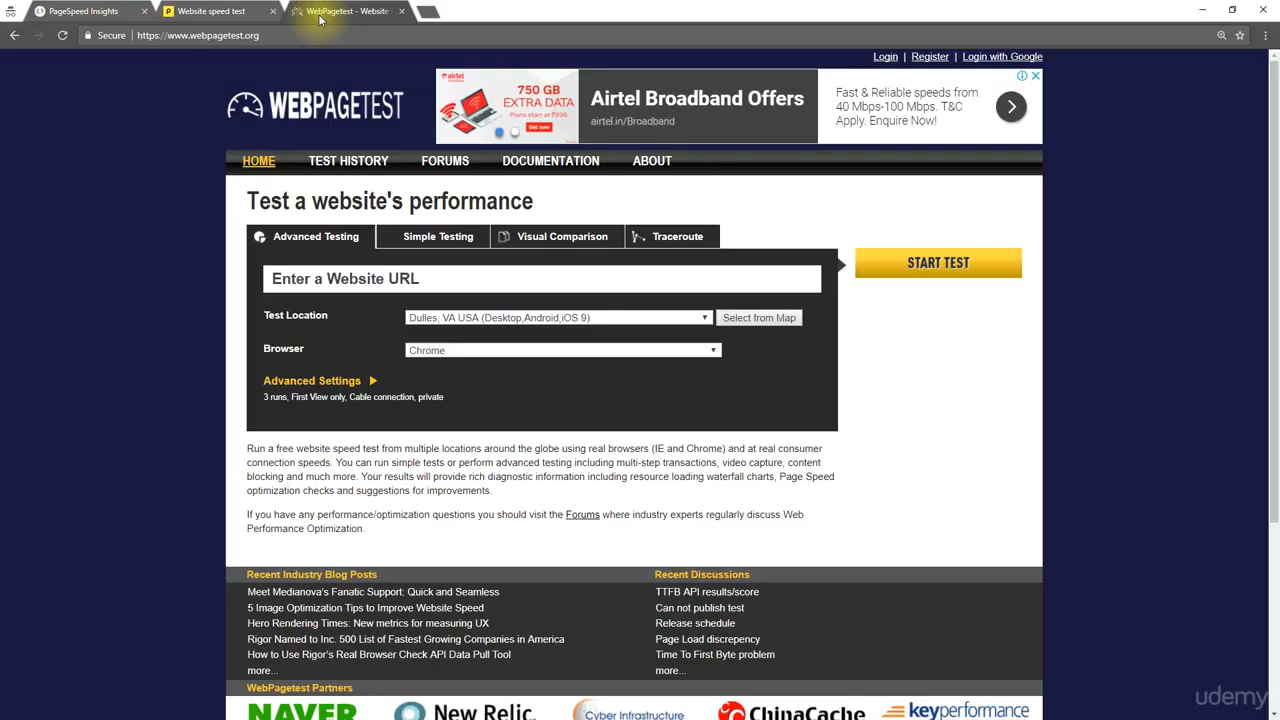 PageSpeed Insights
Website speed test
WebPagetest - Website
Secure | https://www.webpagetest.org
Login | Register | Login with Google
airtel
750 GB
EXTRA DATA
Get now
Airtel Broadband Offers
airtel.in/Broadband
Fast & Reliable speeds from
40 Mbps-100 Mbps. T&C
Apply. Enquire Now!
WEBPAGETEST
HOME TEST HISTORY FORUMS DOCUMENTATION ABOUT
Test a website's performance
Advanced Testing Simple Testing Visual Comparison Traceroute
Enter a Website URL
START TEST
Test Location Dulles, VA USA (Desktop,Android,iOS 9) Select from Map
Browser Chrome
Advanced Settings
3 runs, First View only, Cable connection, private
Run a free website speed test from multiple locations around the globe using real browsers (IE and Chrome) and at real consumer
connection speeds. You can run simple tests or perform advanced testing including multi-step transactions, video capture, content
blocking and much more. Your results will provide rich diagnostic information including resource loading waterfall charts, Page Speed
optimization checks and suggestions for improvements.
If you have any performance/optimization questions you should visit the Forums where industry experts regularly discuss Web
Performance Optimization.
Recent Industry Blog Posts
Meet Medianova's Fanatic Support: Quick and Seamless
5 Image Optimization Tips to Improve Website Speed
Hero Rendering Times: New metrics for measuring UX
Rigor Named to Inc. 500 List of Fastest Growing Companies in America
How to Use Rigor's Real Browser Check API Data Pull Tool
more...
Recent Discussions
TTFB API results/score
Can not publish test
Release schedule
Page Load discrepency
Time To First Byte problem
more...
WebPagetest Partners
NAVER
New Relic.
Cyber Infrastructure
ChinaCache
keyperformance
udemy